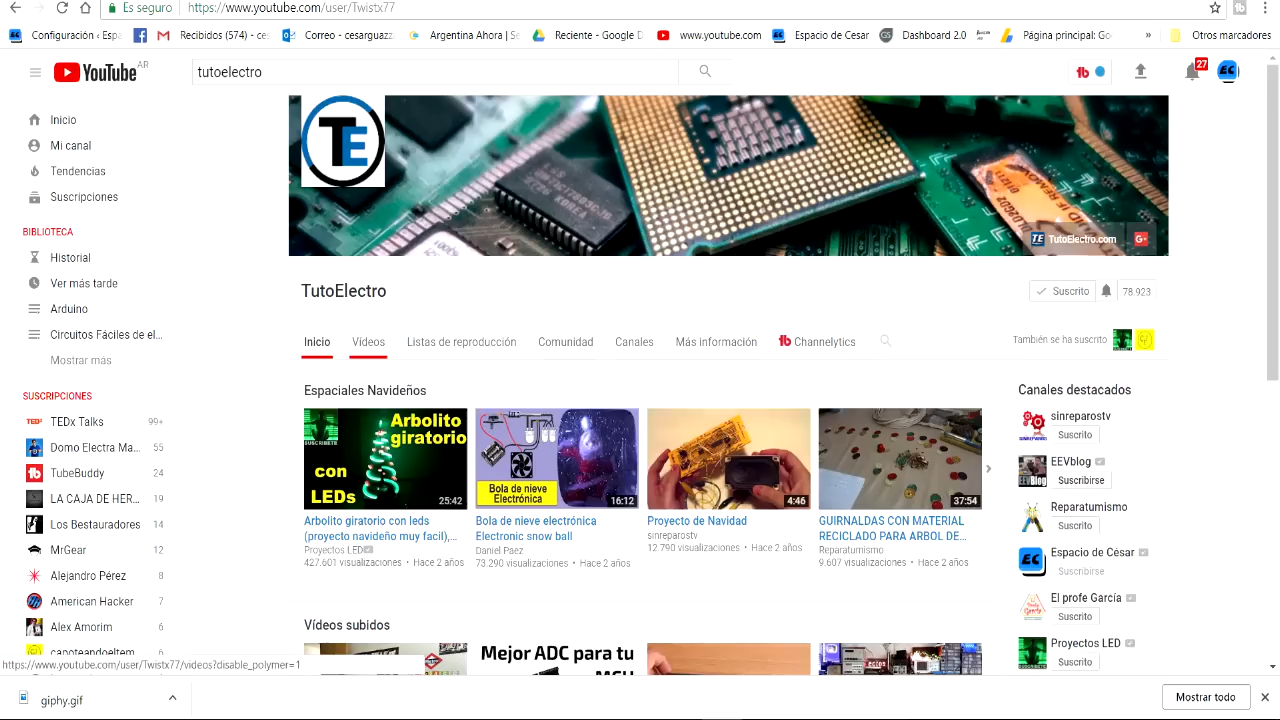 Es seguro https://www.youtube.com/user/Twistx77
Configuración ‹ Espe Recibidos (574) - ces Correo - cesarguazz Argentina Ahora | Se Reciente - Google D www.youtube.com Espacio de Cesar Dashboard 2.0 Página principal: Go » Otros marcadores
YouTube AR
tutoelectro
27
EC
Inicio
Mi canal
Tendencias
Suscripciones
BIBLIOTECA
Historial
Ver más tarde
Arduino
Circuitos Fáciles de el...
Mostrar más
SUSCRIPCIONES
TEDx Talks 99+
Domo Electra Ma... 55
TubeBuddy 24
LA CAJA DE HER... 19
Los Bestauradores 14
MrGear 12
Alejandro Pérez 8
American Hacker 7
Alex Amorim 6
TE
TE TutoElectro.com G+
TutoElectro
Suscrito 78.923
Inicio Vídeos Listas de reproducción Comunidad Canales Más información Channelytics
También se ha suscrito
Espaciales Navideños
SUSCRIBETE
Arbolito
giratorio
con
LEDs
25:42
Arbolito giratorio con leds
(proyecto navideño muy facil),...
Proyectos LED
427.601 visualizaciones • Hace 2 años
Bola de nieve
Electrónica
16:12
Bola de nieve electrónica
Electronic snow ball
Daniel Paez
73.290 visualizaciones • Hace 2 años
4:46
Proyecto de Navidad
sinreparostv
12.790 visualizaciones • Hace 2 años
37:54
GUIRNALDAS CON MATERIAL
RECICLADO PARA ARBOL DE...
Reparatumismo
9.607 visualizaciones • Hace 2 años
Vídeos subidos
Mejor ADC para tu
Canales destacados
sinreparostv
Suscrito
EEVblog
Suscribirse
Reparatumismo
Suscrito
Espacio de César
Suscribirse
El profe García
Suscrito
Proyectos LED
Suscrito
giphy.gif
Mostrar todo